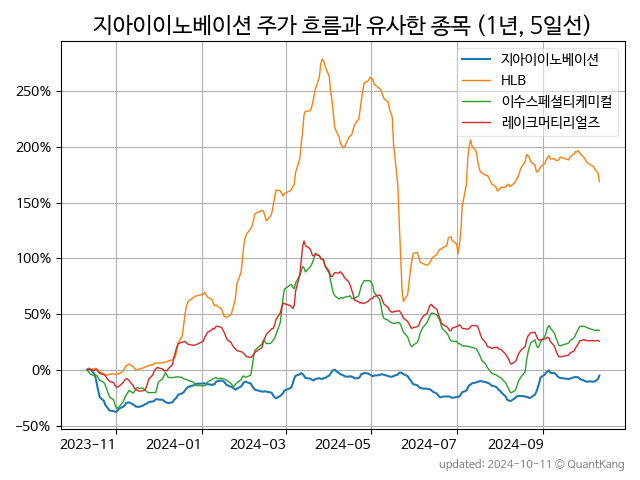 지아이이노베이션 주가 흐름과 유사한 종목 (1년, 5일선)
지아이이노베이션
HLB
이수스페셜티케미컬
레이크머티리얼즈
250%
200%
150%
100%
50%
0%
−50%
2023-11
2024-01
2024-03
2024-05
2024-07
2024-09
updated: 2024-10-11 © QuantKang